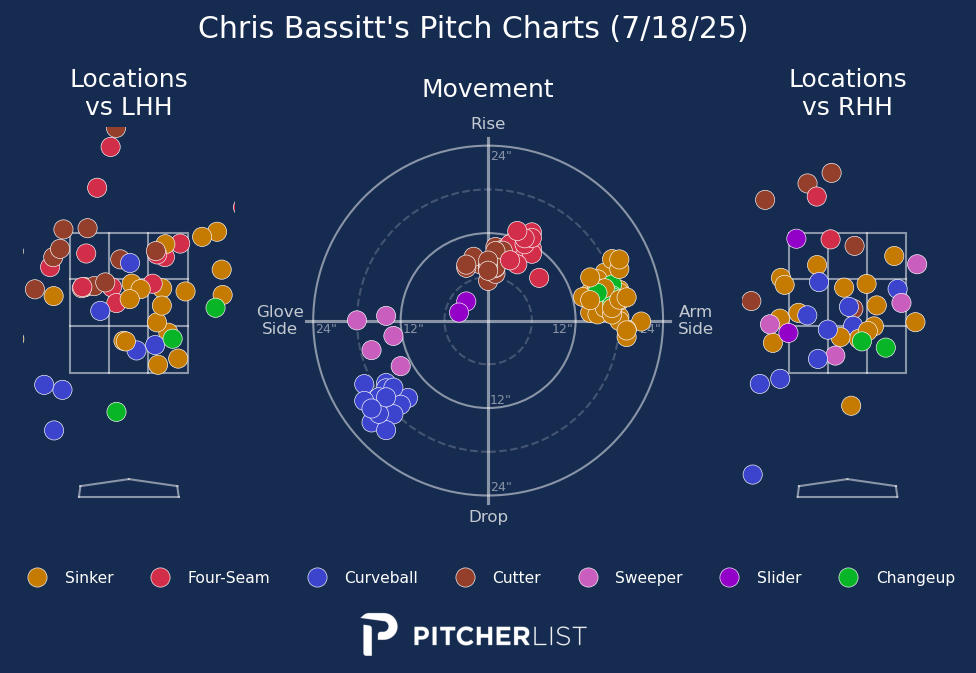 Chris Bassitt's Pitch Charts (7/18/25)
Locations
vs LHH
Movement
Locations
vs RHH
Rise
24"
Glove
Side
24"
12"
12"
24"
Arm
Side
12"
24"
Drop
Sinker
Four-Seam
Curveball
Cutter
Sweeper
Slider
Changeup
PITCHERLIST